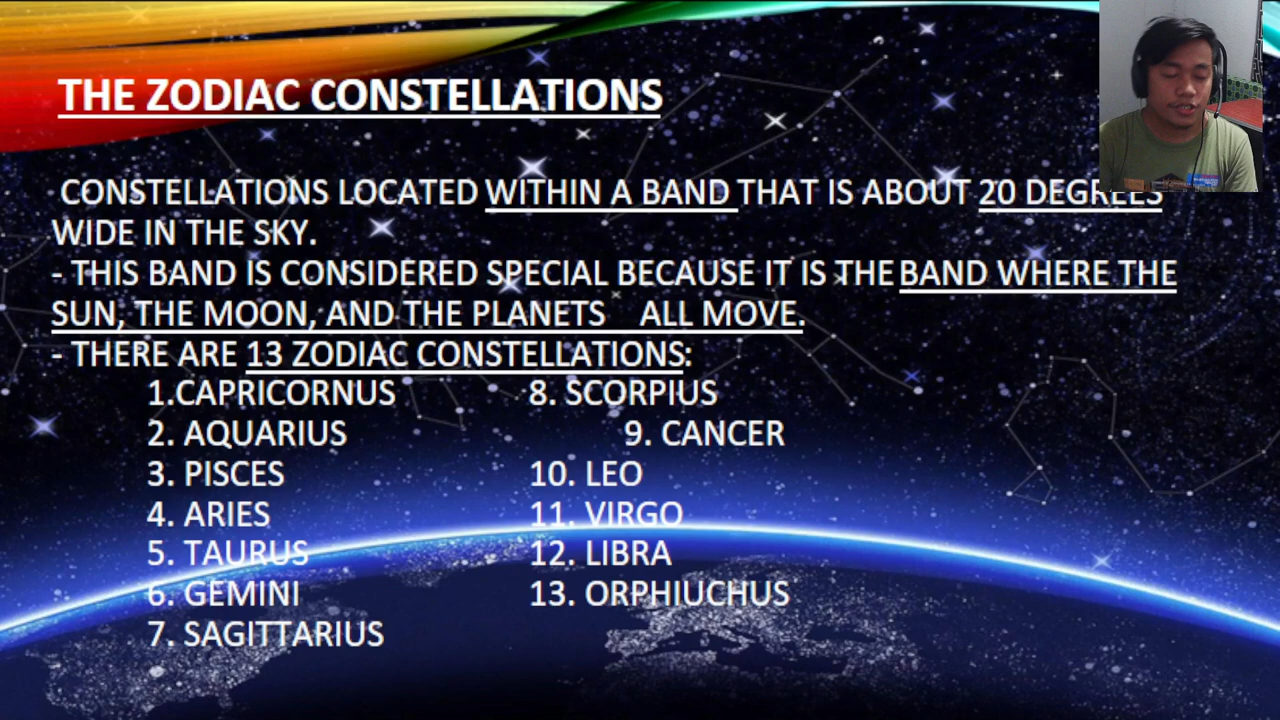 THE ZODIAC CONSTELLATIONS
CONSTELLATIONS LOCATED WITHIN A BAND THAT IS ABOUT 20 DEGREES
WIDE IN THE SKY.
- THIS BAND IS CONSIDERED SPECIAL BECAUSE IT IS THE BAND WHERE THE
SUN, THE MOON, AND THE PLANETS ALL MOVE.
- THERE ARE 13 ZODIAC CONSTELLATIONS:
1.CAPRICORNUS 8. SCORPIUS
2. AQUARIUS 9. CANCER
3. PISCES 10. LEO
4. ARIES 11. VIRGO
5. TAURUS 12. LIBRA
6. GEMINI 13. ORPHIUCHUS
7. SAGITTARIUS